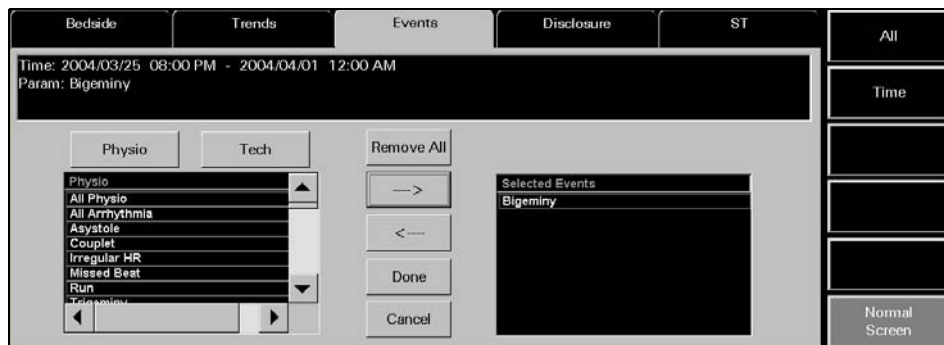 Bedside Trends Events Disclosure ST
All
Time: 2004/03/25 08:00 PM - 2004/04/01 12:00 AM
Param: Bigeminy
Time
Physio Tech Remove All
Physio
All Physio
All Arrhythmia
Asystole
Couplet
Irregular HR
Missed Beat
Run
Trigeminy
--->
<---
Done
Cancel
Selected Events
Bigeminy
Normal
Screen